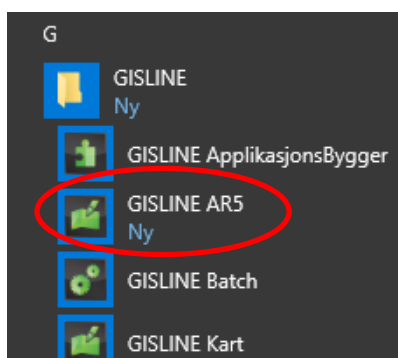 G
GISLINE
Ny
GISLINE ApplikasjonsBygger
GISLINE AR5
Ny
GISLINE Batch
GISLINE Kart